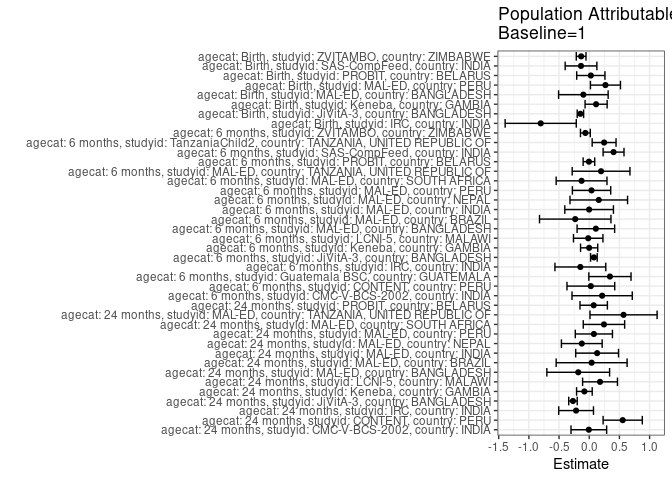 Population Attributable
Baseline=1
agecat: Birth, studyid: ZVITAMBO, country: ZIMBABWE
agecat: Birth, studyid: SAS-CompFeed, country: INDIA
agecat: Birth, studyid: PROBIT, country: BELARUS
agecat: Birth, studyid: MAL-ED, country: PERU
agecat: Birth, studyid: MAL-ED, country: BANGLADESH
agecat: Birth, studyid: Keneba, country: GAMBIA
agecat: Birth, studyid: JiVitA-3, country: BANGLADESH
agecat: Birth, studyid: IRC, country: INDIA
agecat: 6 months, studyid: ZVITAMBO, country: ZIMBABWE
agecat: 6 months, studyid: TanzaniaChild2, country: TANZANIA, UNITED REPUBLIC OF
agecat: 6 months, studyid: SAS-CompFeed, country: INDIA
agecat: 6 months, studyid: PROBIT, country: BELARUS
agecat: 6 months, studyid: MAL-ED, country: TANZANIA, UNITED REPUBLIC OF
agecat: 6 months, studyid: MAL-ED, country: SOUTH AFRICA
agecat: 6 months, studyid: MAL-ED, country: PERU
agecat: 6 months, studyid: MAL-ED, country: NEPAL
agecat: 6 months, studyid: MAL-ED, country: INDIA
agecat: 6 months, studyid: MAL-ED, country: BRAZIL
agecat: 6 months, studyid: MAL-ED, country: BANGLADESH
agecat: 6 months, studyid: LCNI-5, country: MALAWI
agecat: 6 months, studyid: Keneba, country: GAMBIA
agecat: 6 months, studyid: JiVitA-3, country: BANGLADESH
agecat: 6 months, studyid: IRC, country: INDIA
agecat: 6 months, studyid: Guatemala BSC, country: GUATEMALA
agecat: 6 months, studyid: CONTENT, country: PERU
agecat: 6 months, studyid: CMC-V-BCS-2002, country: INDIA
agecat: 24 months, studyid: PROBIT, country: BELARUS
agecat: 24 months, studyid: MAL-ED, country: TANZANIA, UNITED REPUBLIC OF
agecat: 24 months, studyid: MAL-ED, country: SOUTH AFRICA
agecat: 24 months, studyid: MAL-ED, country: PERU
agecat: 24 months, studyid: MAL-ED, country: NEPAL
agecat: 24 months, studyid: MAL-ED, country: INDIA
agecat: 24 months, studyid: MAL-ED, country: BRAZIL
agecat: 24 months, studyid: MAL-ED, country: BANGLADESH
agecat: 24 months, studyid: LCNI-5, country: MALAWI
agecat: 24 months, studyid: Keneba, country: GAMBIA
agecat: 24 months, studyid: JiVitA-3, country: BANGLADESH
agecat: 24 months, studyid: IRC, country: INDIA
agecat: 24 months, studyid: CONTENT, country: PERU
agecat: 24 months, studyid: CMC-V-BCS-2002, country: INDIA
-1.5 -1.0 -0.5 0.0 0.5 1.0
Estimate